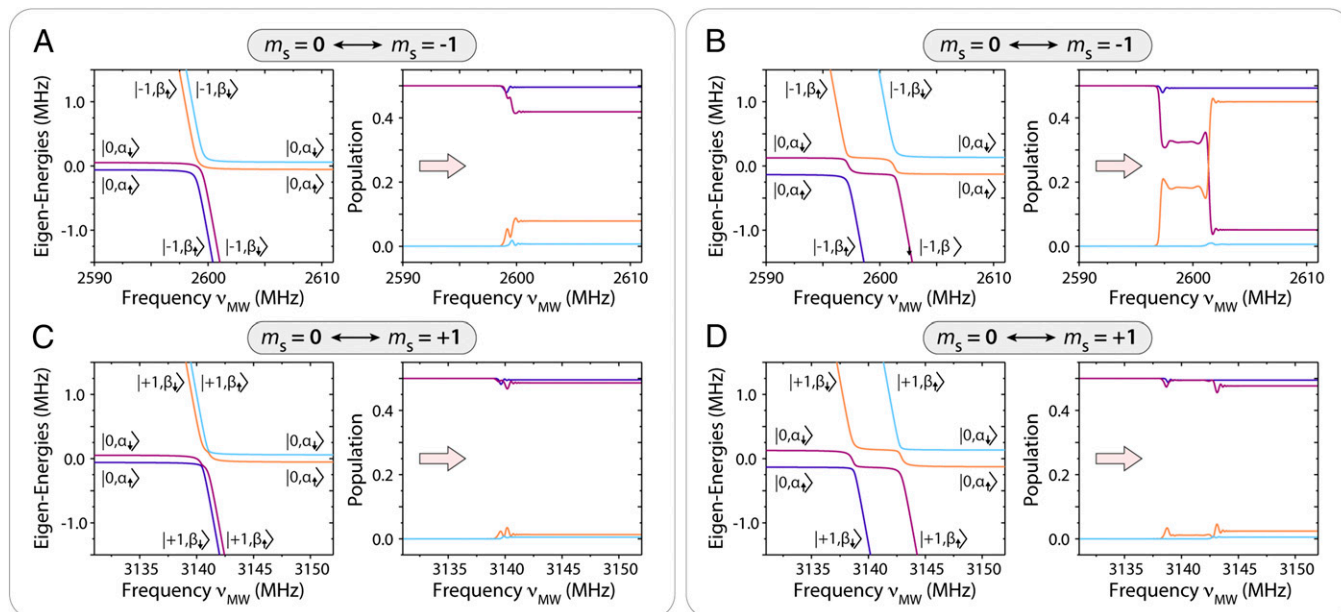 A
m_s = 0 ⟷ m_s = -1
Eigen-Energies (MHz)
1.0
0.0
-1.0
|-1,β↑⟩ |-1,β↓⟩
|0,α↓⟩ |0,α↓⟩
|0,α↑⟩ |0,α↑⟩
|-1,β↑⟩ |-1,β↓⟩
2590 2600 2610
Frequency ν_MW (MHz)
Population
0.4
0.2
0.0
2590 2600 2610
Frequency ν_MW (MHz)
B
m_s = 0 ⟷ m_s = -1
Eigen-Energies (MHz)
1.0
0.0
-1.0
|-1,β↑⟩ |-1,β↓⟩
|0,α↓⟩ |0,α↓⟩
|0,α↑⟩ |0,α↑⟩
|-1,β↑⟩ |-1,β⟩
2590 2600 2610
Frequency ν_MW (MHz)
Population
0.4
0.2
0.0
2590 2600 2610
Frequency ν_MW (MHz)
C
m_s = 0 ⟷ m_s = +1
Eigen-Energies (MHz)
1.0
0.0
-1.0
|+1,β↓⟩ |+1,β↑⟩
|0,α↓⟩ |0,α↓⟩
|0,α↑⟩ |0,α↑⟩
|+1,β↓⟩ |+1,β↑⟩
3135 3140 3145 3150
Frequency ν_MW (MHz)
Population
0.4
0.2
0.0
3135 3140 3145 3150
Frequency ν_MW (MHz)
D
m_s = 0 ⟷ m_s = +1
Eigen-Energies (MHz)
1.0
0.0
-1.0
|+1,β↓⟩ |+1,β↑⟩
|0,α↓⟩ |0,α↓⟩
|0,α↑⟩ |0,α↑⟩
|+1,β↓⟩ |+1,β↑⟩
3135 3140 3145 3150
Frequency ν_MW (MHz)
Population
0.4
0.2
0.0
3135 3140 3145 3150
Frequency ν_MW (MHz)